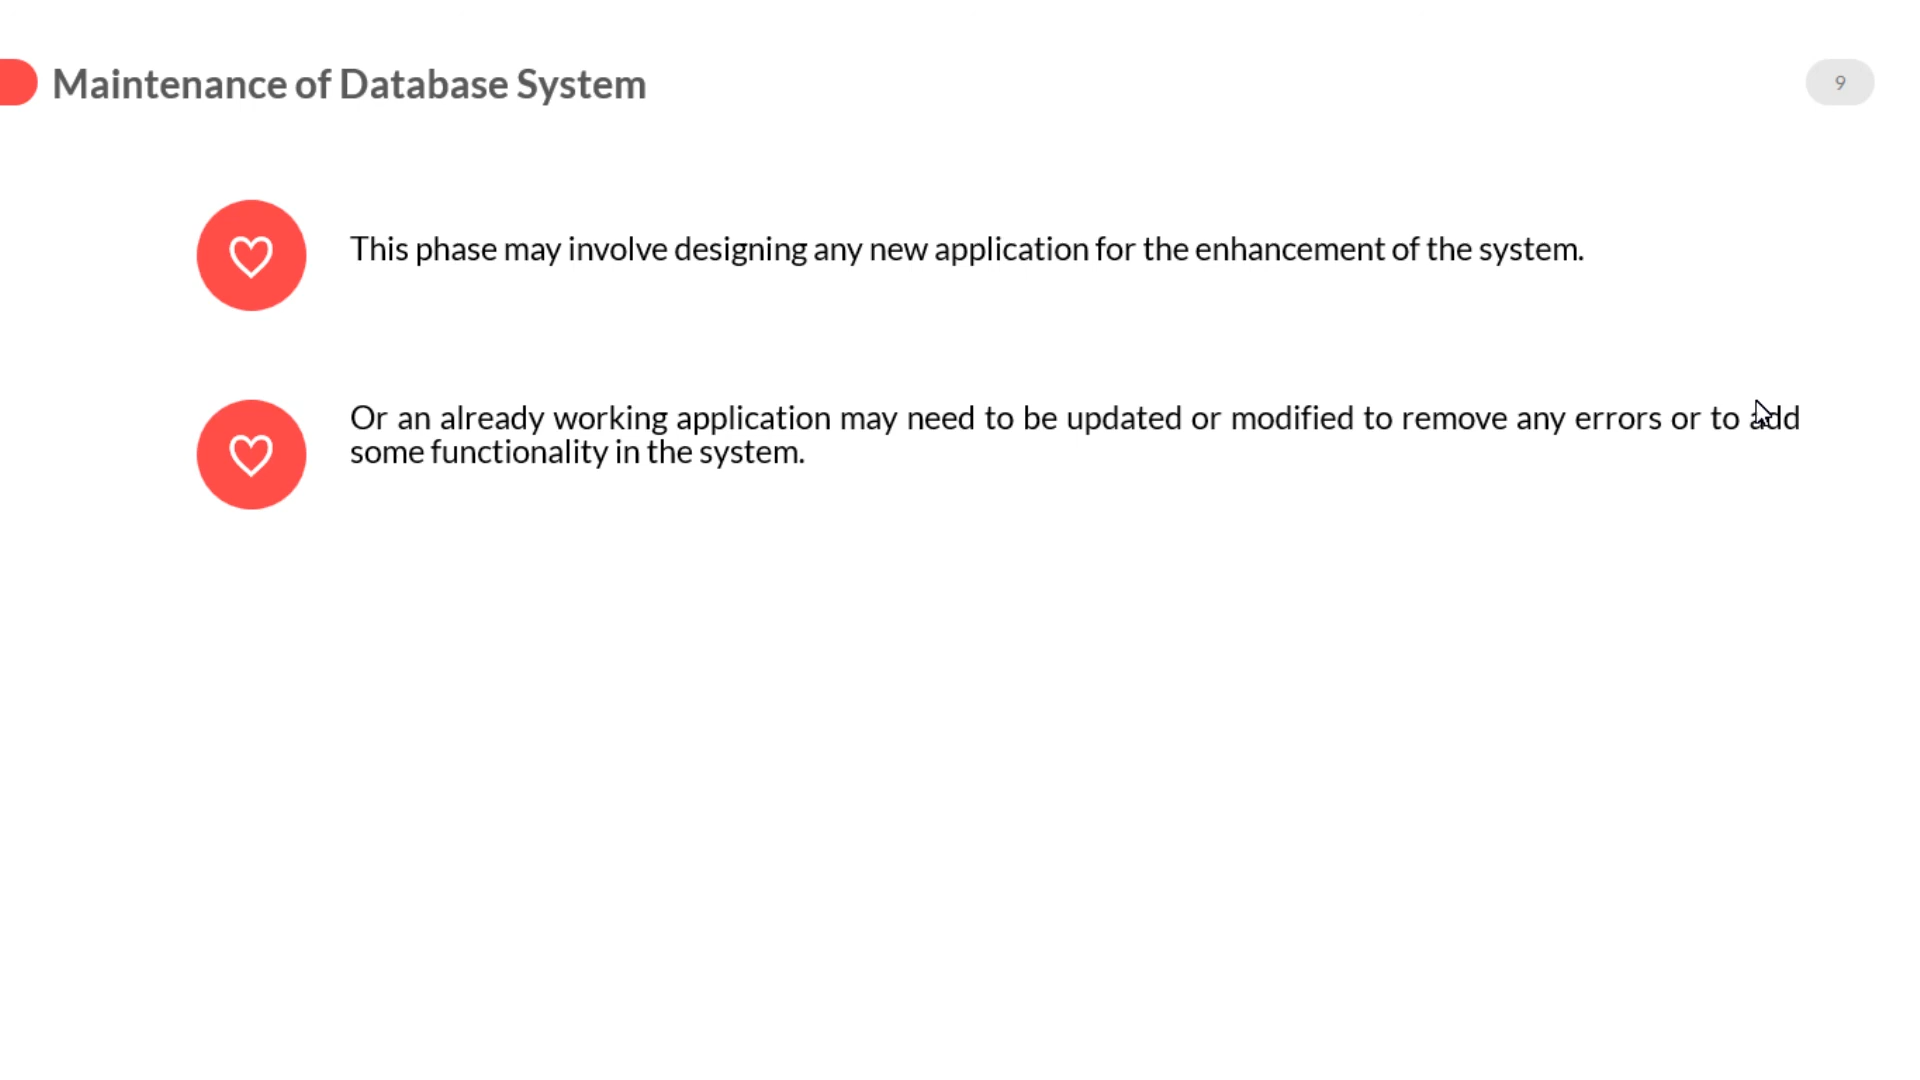 Maintenance of Database System
9
This phase may involve designing any new application for the enhancement of the system.
Or an already working application may need to be updated or modified to remove any errors or to add
some functionality in the system.